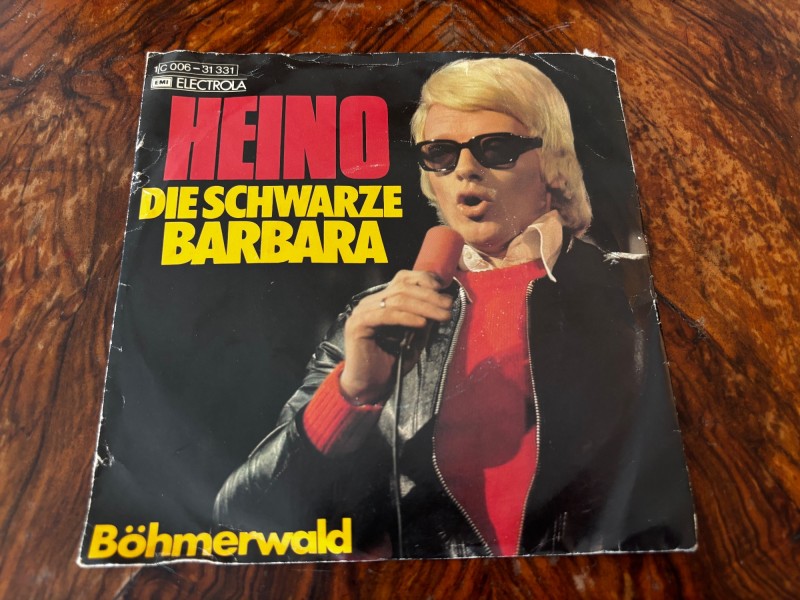 1C 006-31 331
EMI ELECTROLA
HEINO
DIE SCHWARZE
BARBARA
Böhmerwald